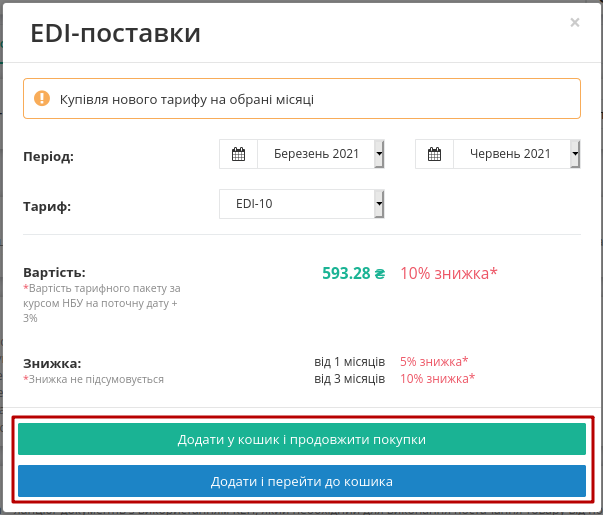 EDI-поставки
×
Купівля нового тарифу на обрані місяці
Період:
Березень 2021
Червень 2021
Тариф:
EDI-10
Вартість:
593.28 ₴
10% знижка*
*Вартість тарифного пакету за
курсом НБУ на поточну дату +
3%
Знижка:
від 1 місяців
5% знижка*
*Знижка не підсумовується
від 3 місяців
10% знижка*
Додати у кошик і продовжити покупки
Додати і перейти до кошика